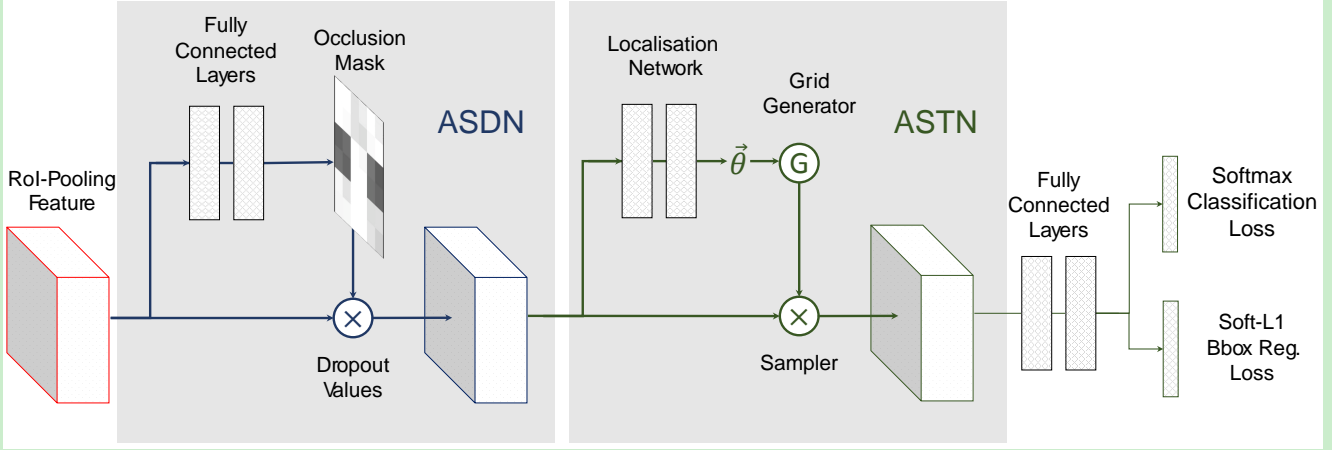 RoI-Pooling
Feature
Fully
Connected
Layers
Occlusion
Mask
ASDN
Dropout
Values
Localisation
Network
θ⃗
Grid
Generator
G
ASTN
×
×
Sampler
Fully
Connected
Layers
Softmax
Classification
Loss
Soft-L1
Bbox Reg.
Loss